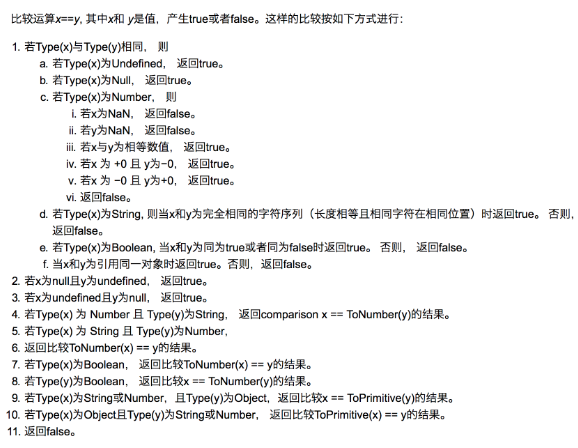 比较运算x==y, 其中x和 y是值，产生true或者false。这样的比较按如下方式进行：
1. 若Type(x)与Type(y)相同， 则
a. 若Type(x)为Undefined， 返回true。
b. 若Type(x)为Null， 返回true。
c. 若Type(x)为Number， 则
i. 若x为NaN， 返回false。
ii. 若y为NaN， 返回false。
iii. 若x与y为相等数值， 返回true。
iv. 若x 为 +0 且 y为−0， 返回true。
v. 若x 为 −0 且 y为+0， 返回true。
vi. 返回false。
d. 若Type(x)为String, 则当x和y为完全相同的字符序列（长度相等且相同字符在相同位置）时返回true。 否则，
返回false。
e. 若Type(x)为Boolean, 当x和y为同为true或者同为false时返回true。 否则， 返回false。
f. 当x和y为引用同一对象时返回true。否则，返回false。
2. 若x为null且y为undefined， 返回true。
3. 若x为undefined且y为null， 返回true。
4. 若Type(x) 为 Number 且 Type(y)为String， 返回comparison x == ToNumber(y)的结果。
5. 若Type(x) 为 String 且 Type(y)为Number，
6. 返回比较ToNumber(x) == y的结果。
7. 若Type(x)为Boolean， 返回比较ToNumber(x) == y的结果。
8. 若Type(y)为Boolean， 返回比较x == ToNumber(y)的结果。
9. 若Type(x)为String或Number，且Type(y)为Object，返回比较x == ToPrimitive(y)的结果。
10. 若Type(x)为Object且Type(y)为String或Number， 返回比较ToPrimitive(x) == y的结果。
11. 返回false。